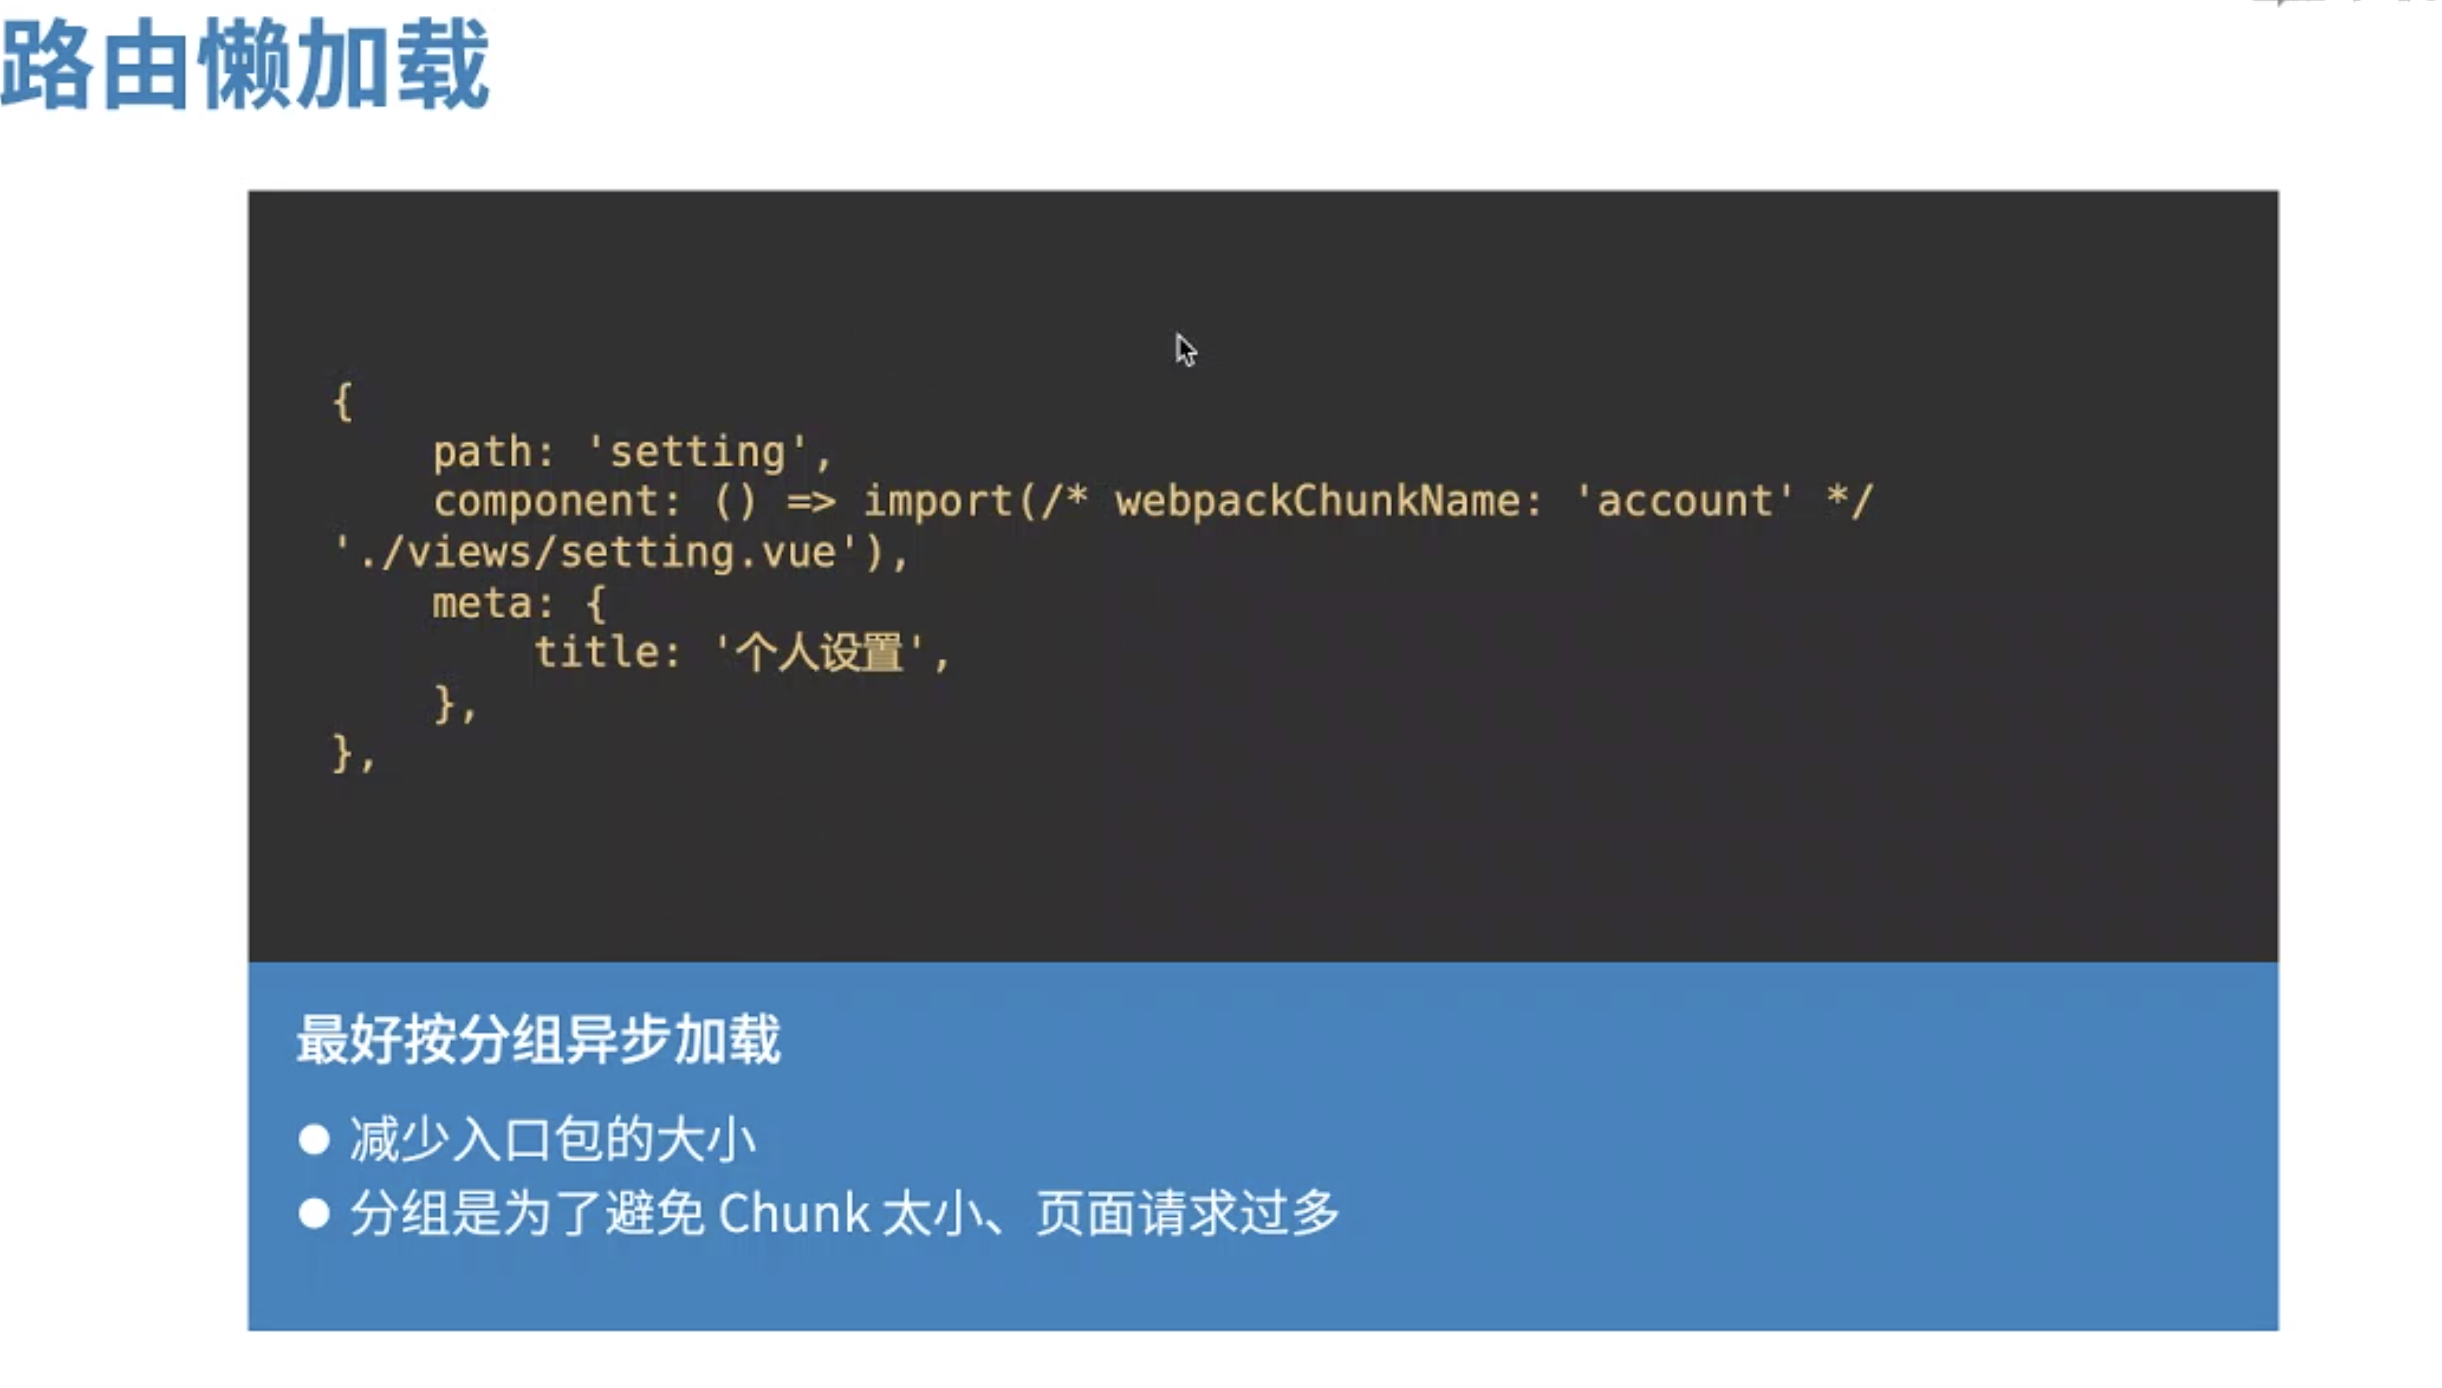 路由懒加载
{
    path: 'setting',
    component: () => import(/* webpackChunkName: 'account' */
'./views/setting.vue'),
    meta: {
        title: '个人设置',
    },
},
最好按分组异步加载
● 减少入口包的大小
● 分组是为了避免 Chunk 太小、页面请求过多